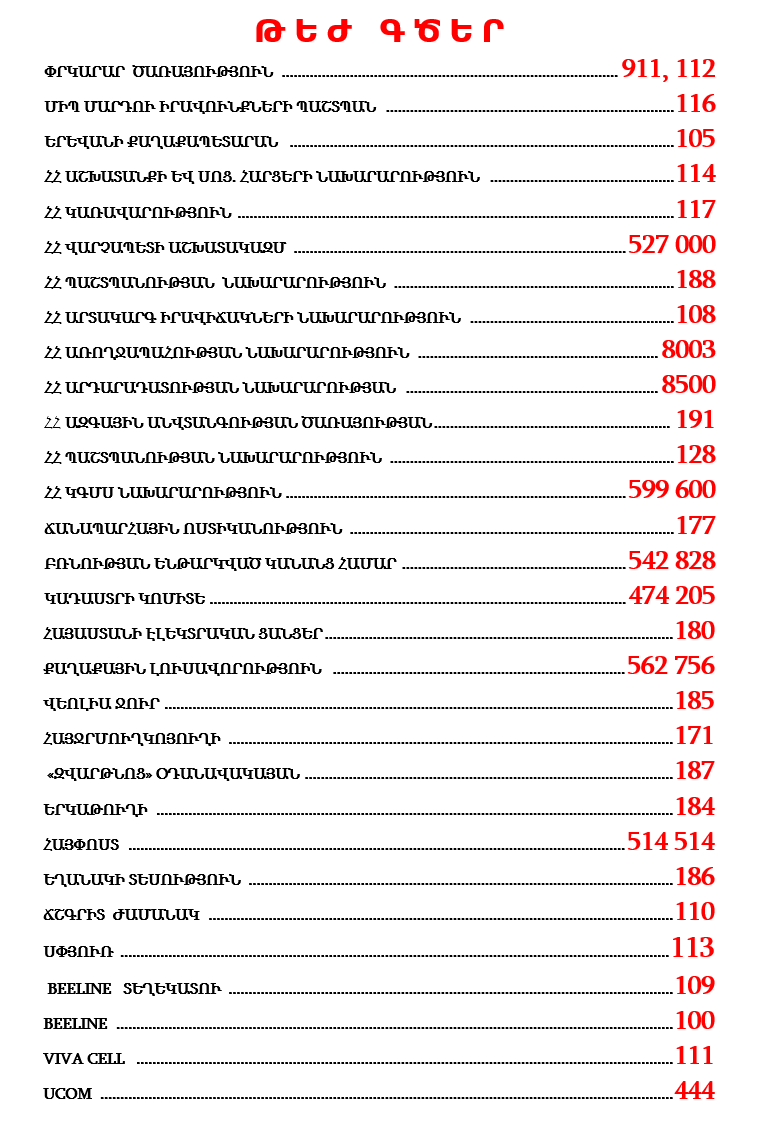 ԹԵԺ ԳԾԵՐ
ՓՐԿԱՐԱՐ ԾԱՌԱՅՈՒԹՅՈՒՆ 911, 112
ՄԻՊ ՄԱՐԴՈՒ ԻՐԱՎՈՒՆՔՆԵՐԻ ՊԱՇՏՊԱՆ 116
ԵՐԵՎԱՆԻ ՔԱՂԱՔԱՊԵՏԱՐԱՆ 105
ՀՀ ԱՇԽԱՏԱՆՔԻ ԵՎ ՍՈՑ. ՀԱՐՑԵՐԻ ՆԱԽԱՐԱՐՈՒԹՅՈՒՆ 114
ՀՀ ԿԱՌԱՎԱՐՈՒԹՅՈՒՆ 117
ՀՀ ՎԱՐՉԱՊԵՏԻ ԱՇԽԱՏԱԿԱԶՄ 527 000
ՀՀ ՊԱՇՏՊԱՆՈՒԹՅԱՆ ՆԱԽԱՐԱՐՈՒԹՅՈՒՆ 188
ՀՀ ԱՐՏԱԿԱՐԳ ԻՐԱՎԻՃԱԿՆԵՐԻ ՆԱԽԱՐԱՐՈՒԹՅՈՒՆ 108
ՀՀ ԱՌՈՂՋԱՊԱՀՈՒԹՅԱՆ ՆԱԽԱՐԱՐՈՒԹՅՈՒՆ 8003
ՀՀ ԱՐԴԱՐԱԴԱՏՈՒԹՅԱՆ ՆԱԽԱՐԱՐՈՒԹՅԱՆ 8500
ՀՀ ԱԶԳԱՅԻՆ ԱՆՎՏԱՆԳՈՒԹՅԱՆ ԾԱՌԱՅՈՒԹՅԱՆ 191
ՀՀ ՊԱՇՏՊԱՆՈՒԹՅԱՆ ՆԱԽԱՐԱՐՈՒԹՅՈՒՆ 128
ՀՀ ԿԳՄՍ ՆԱԽԱՐԱՐՈՒԹՅՈՒՆ 599 600
ՃԱՆԱՊԱՐՀԱՅԻՆ ՈՍՏԻԿԱՆՈՒԹՅՈՒՆ 177
ԲՌՆՈՒԹՅԱՆ ԵՆԹԱՐԿՎԱԾ ԿԱՆԱՆՑ ՀԱՄԱՐ 542 828
ԿԱԴԱՍՏՐԻ ԿՈՄԻՏԵ 474 205
ՀԱՅԱՍՏԱՆԻ ԷԼԵԿՏՐԱԿԱՆ ՑԱՆՑԵՐ 180
ՔԱՂԱՔԱՅԻՆ ԼՈՒՍԱՎՈՐՈՒԹՅՈՒՆ 562 756
ՎԵՈԼԻԱ ՋՈՒՐ 185
ՀԱՅՋՐՄՈՒՂԿՈՅՈՒՂԻ 171
«ԶՎԱՐԹՆՈՑ» ՕԴԱՆԱՎԱԿԱՅԱՆ 187
ԵՐԿԱԹՈՒՂԻ 184
ՀԱՅՓՈՍՏ 514 514
ԵՂԱՆԱԿԻ ՏԵՍՈՒԹՅՈՒՆ 186
ՃՇԳՐԻՏ ԺԱՄԱՆԱԿ 110
ՍՓՅՈՒՌ 113
BEELINE ՏԵՂԵԿԱՏՈՒ 109
BEELINE 100
VIVA CELL 111
UCOM 444